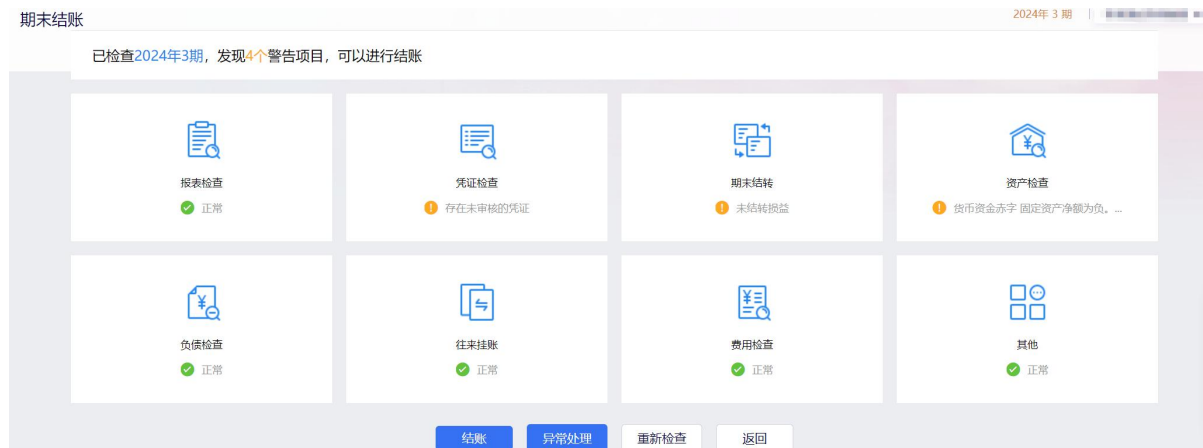 期末结账
2024年 3 期
已检查2024年3期，发现4个警告项目，可以进行结账
报表检查
正常
凭证检查
存在未审核的凭证
期末结转
未结转损益
资产检查
货币资金赤字 固定资产净额为负。...
负债检查
正常
往来挂账
正常
费用检查
正常
其他
正常
结账
异常处理
重新检查
返回